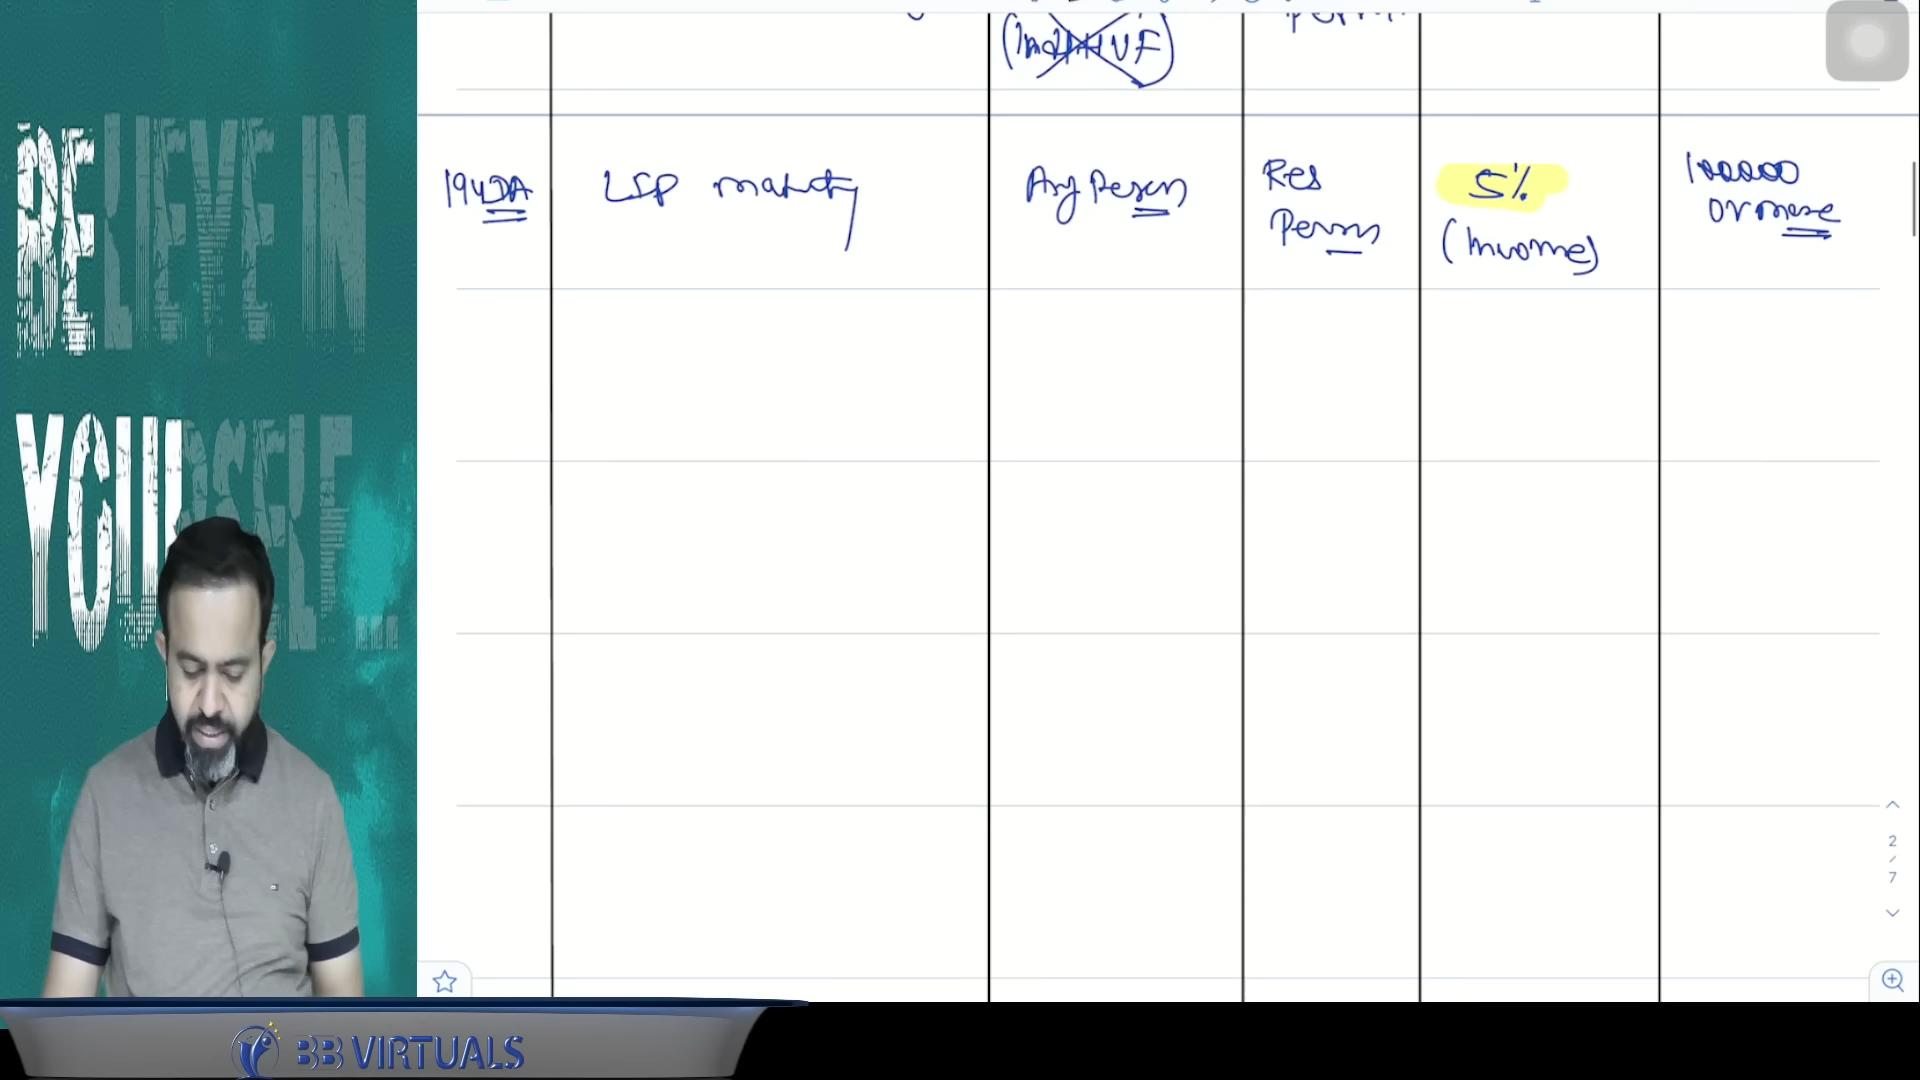 BELIEVE IN
YOURSELF
(Ind/HUF)
194DA
LIP maturity
Any Person
Res
Person
5%
(Income)
100000
or more
2
/
7
BB VIRTUALS